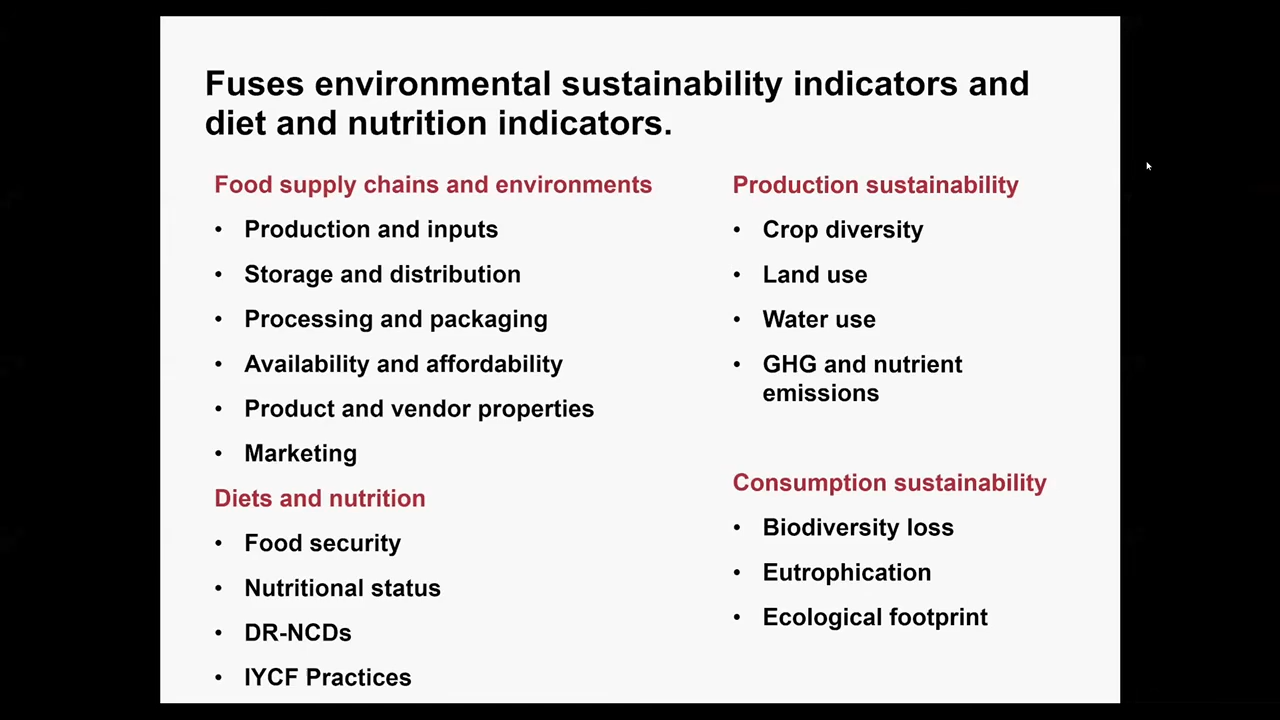 Fuses environmental sustainability indicators and
diet and nutrition indicators.
Food supply chains and environments
• Production and inputs
• Storage and distribution
• Processing and packaging
• Availability and affordability
• Product and vendor properties
• Marketing
Diets and nutrition
• Food security
• Nutritional status
• DR-NCDs
• IYCF Practices
Production sustainability
• Crop diversity
• Land use
• Water use
• GHG and nutrient
emissions
Consumption sustainability
• Biodiversity loss
• Eutrophication
• Ecological footprint